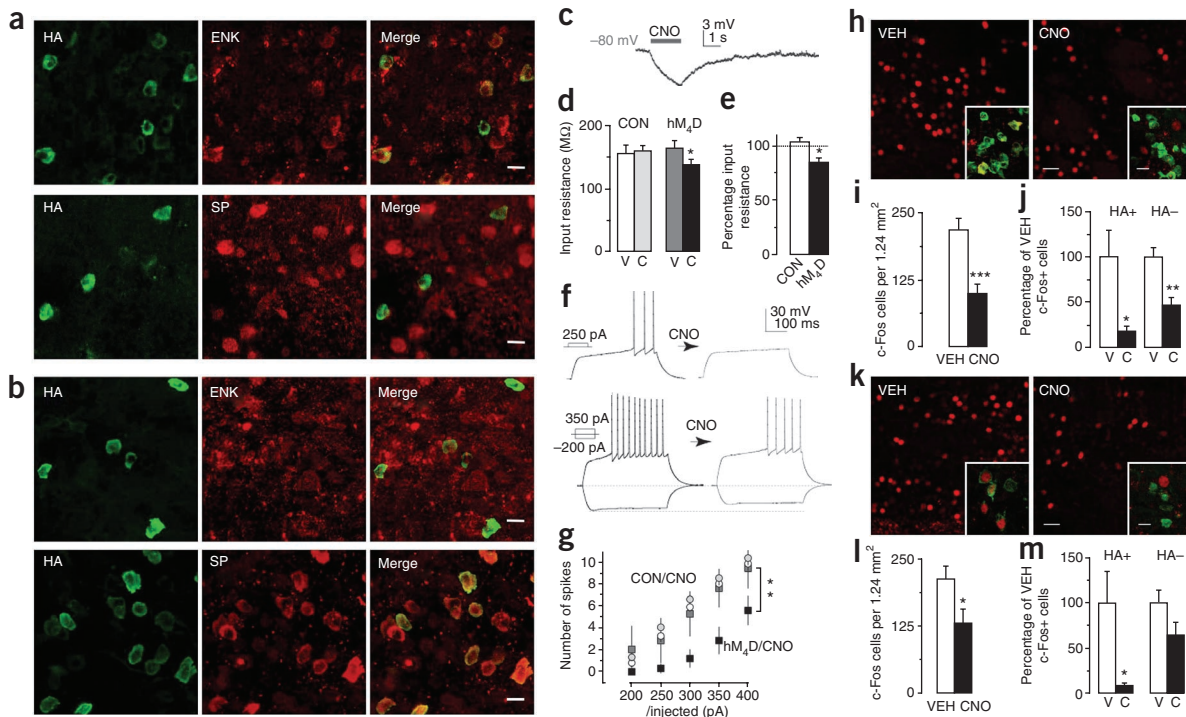 a
HA ENK Merge
HA SP Merge
b
HA ENK Merge
HA SP Merge
c
CNO
–80 mV
3 mV
1 s
d
CON hM4D
Input resistance (MΩ)
200
150
100
50
0
*
V C V C
e
Percentage input
resistance
100
50
0
*
CON
hM4D
f
30 mV
100 ms
250 pA
CNO
350 pA
–200 pA
CNO
g
Number of spikes
10
8
6
4
2
0
CON/CNO
hM4D/CNO
*
*
200 250 300 350 400
/injected (pA)
h
VEH CNO
i
c-Fos cells per 1.24 mm²
250
125
0
***
VEH CNO
j
Percentage of VEH
c-Fos+ cells
150
100
50
0
HA+ HA–
* **
V C V C
k
VEH CNO
l
c-Fos cells per 1.24 mm²
250
125
0
*
VEH CNO
m
Percentage of VEH
c-Fos+ cells
150
100
50
0
HA+ HA–
*
V C V C